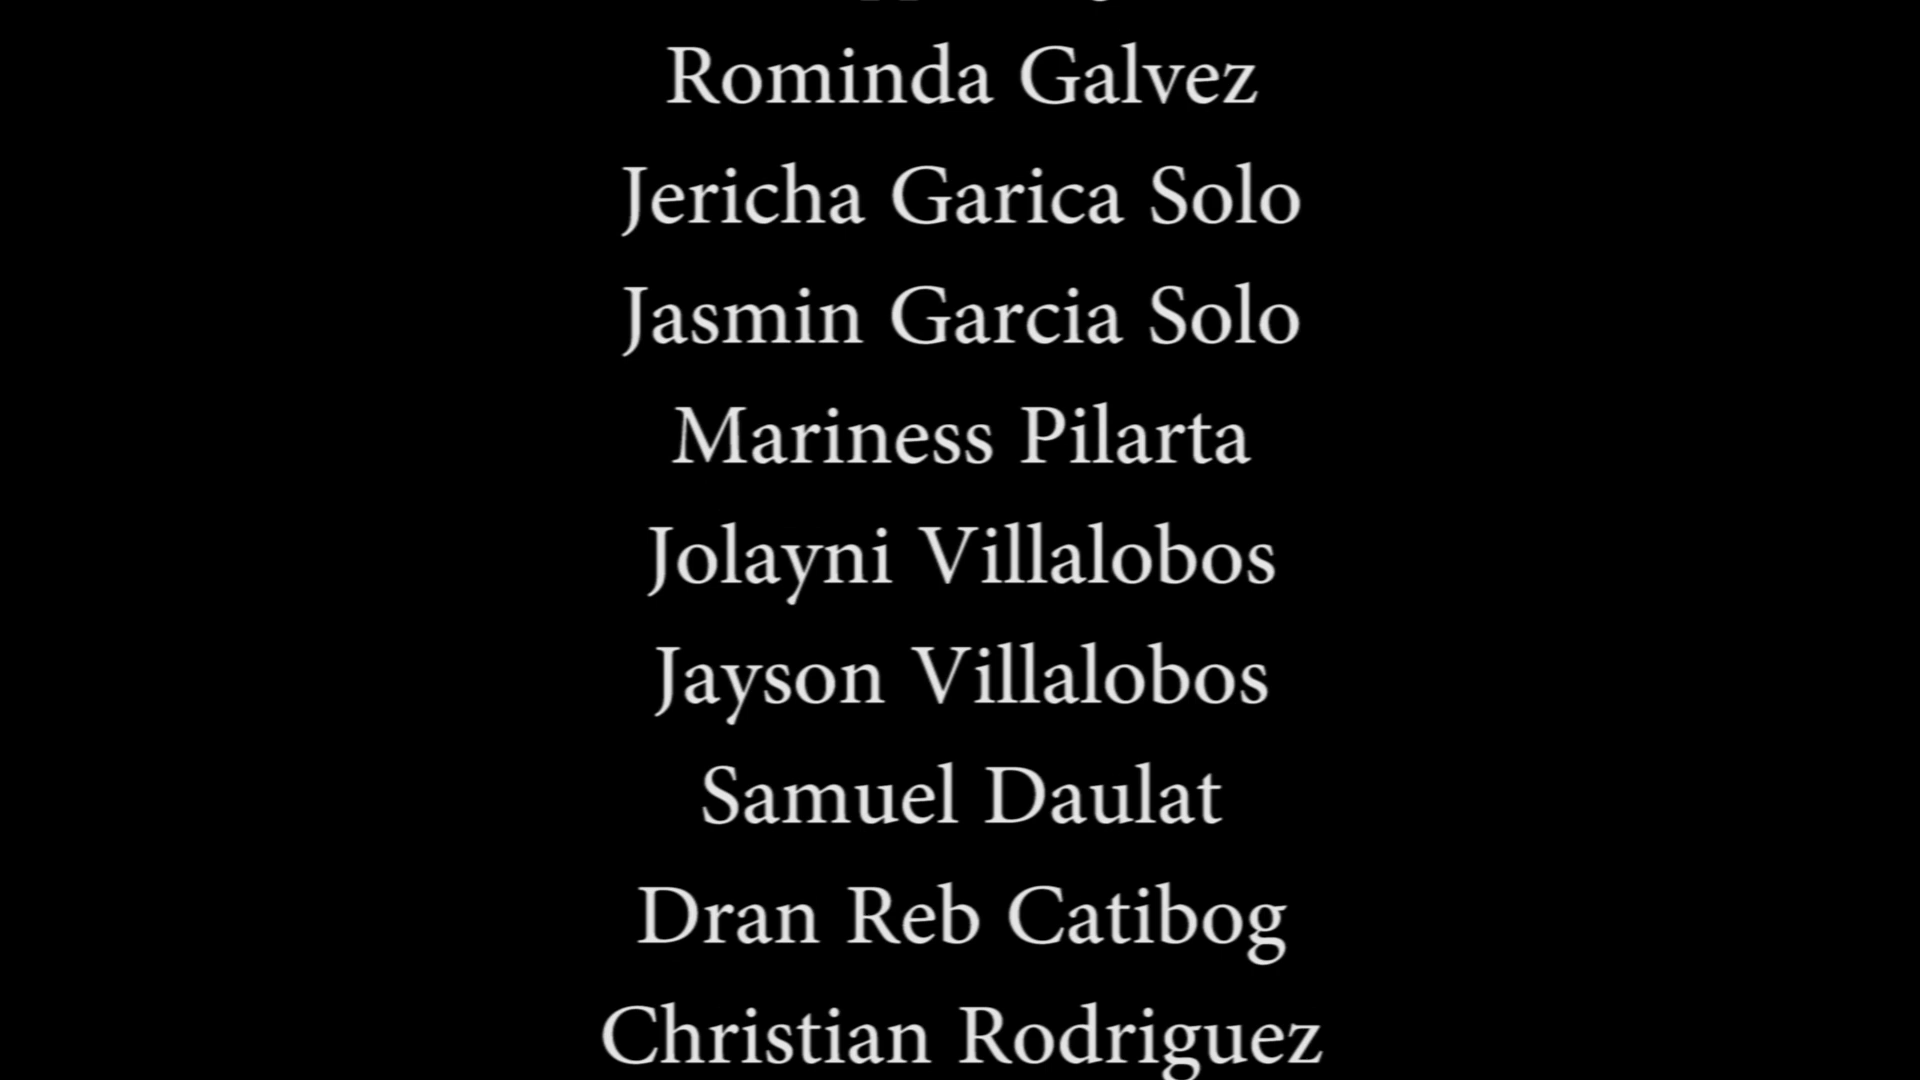 Rominda Galvez
Jericha Garica Solo
Jasmin Garcia Solo
Mariness Pilarta
Jolayni Villalobos
Jayson Villalobos
Samuel Daulat
Dran Reb Catibog
Christian Rodriguez